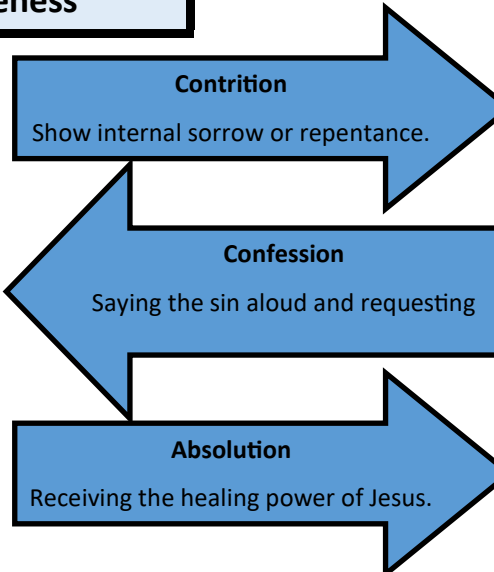 eness
Contrition
Show internal sorrow or repentance.
Confession
Saying the sin aloud and requesting
Absolution
Receiving the healing power of Jesus.